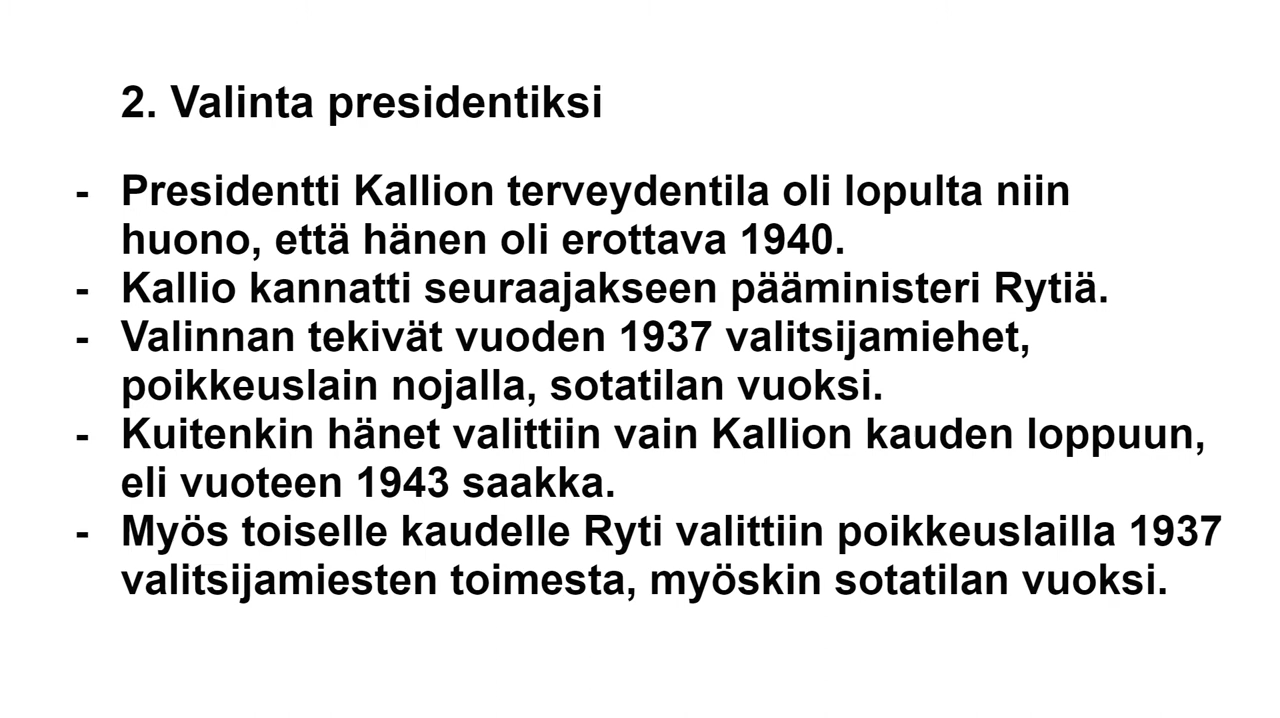 2. Valinta presidentiksi
- Presidentti Kallion terveydentila oli lopulta niin
huono, että hänen oli erottava 1940.
- Kallio kannatti seuraajakseen pääministeri Rytiä.
- Valinnan tekivät vuoden 1937 valitsijamiehet,
poikkeuslain nojalla, sotatilan vuoksi.
- Kuitenkin hänet valittiin vain Kallion kauden loppuun,
eli vuoteen 1943 saakka.
- Myös toiselle kaudelle Ryti valittiin poikkeuslailla 1937
valitsijamiesten toimesta, myöskin sotatilan vuoksi.